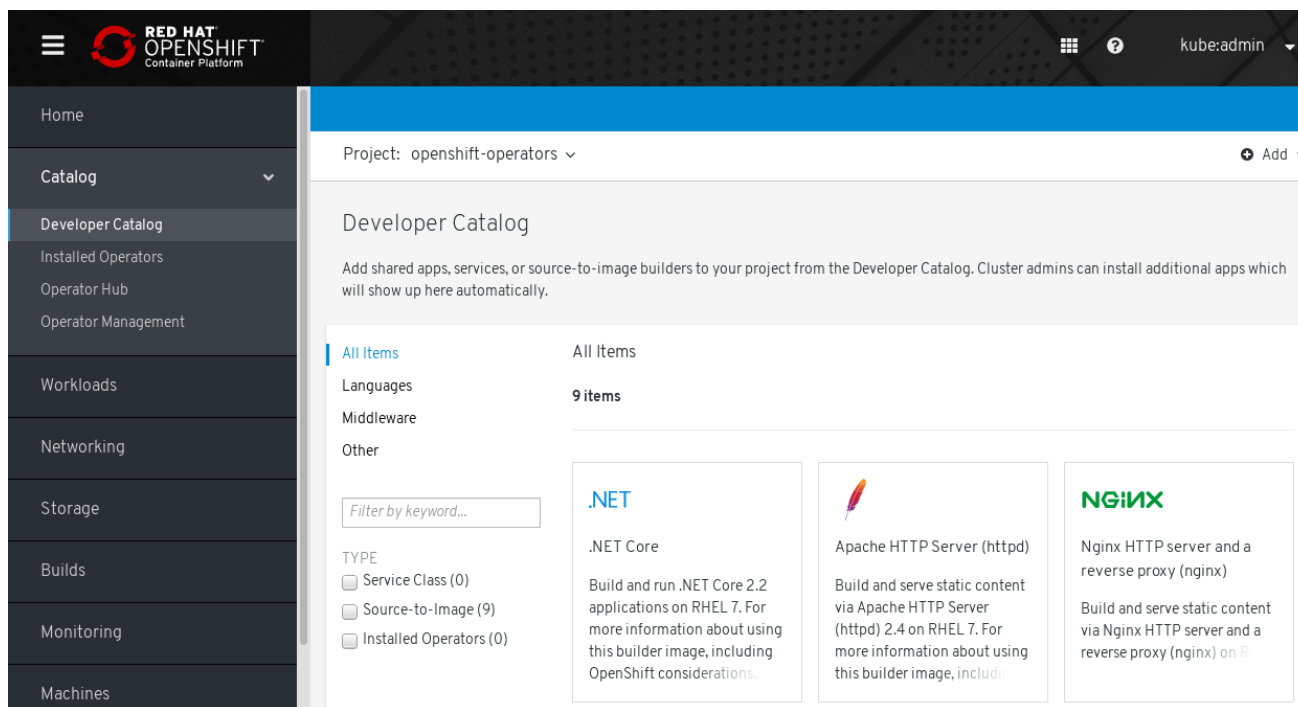 RED HAT
OPENSHIFT
Container Platform
kube:admin
Home
Catalog
Developer Catalog
Installed Operators
Operator Hub
Operator Management
Workloads
Networking
Storage
Builds
Monitoring
Machines
Project: openshift-operators
Add
Developer Catalog
Add shared apps, services, or source-to-image builders to your project from the Developer Catalog. Cluster admins can install additional apps which
will show up here automatically.
All Items
Languages
Middleware
Other
Filter by keyword...
TYPE
Service Class (0)
Source-to-Image (9)
Installed Operators (0)
All Items
9 items
.NET
.NET Core
Build and run .NET Core 2.2
applications on RHEL 7. For
more information about using
this builder image, including
OpenShift considerations,
Apache HTTP Server (httpd)
Build and serve static content
via Apache HTTP Server
(httpd) 2.4 on RHEL 7. For
more information about using
this builder image, includin
NGINX
Nginx HTTP server and a
reverse proxy (nginx)
Build and serve static content
via Nginx HTTP server and a
reverse proxy (nginx) on